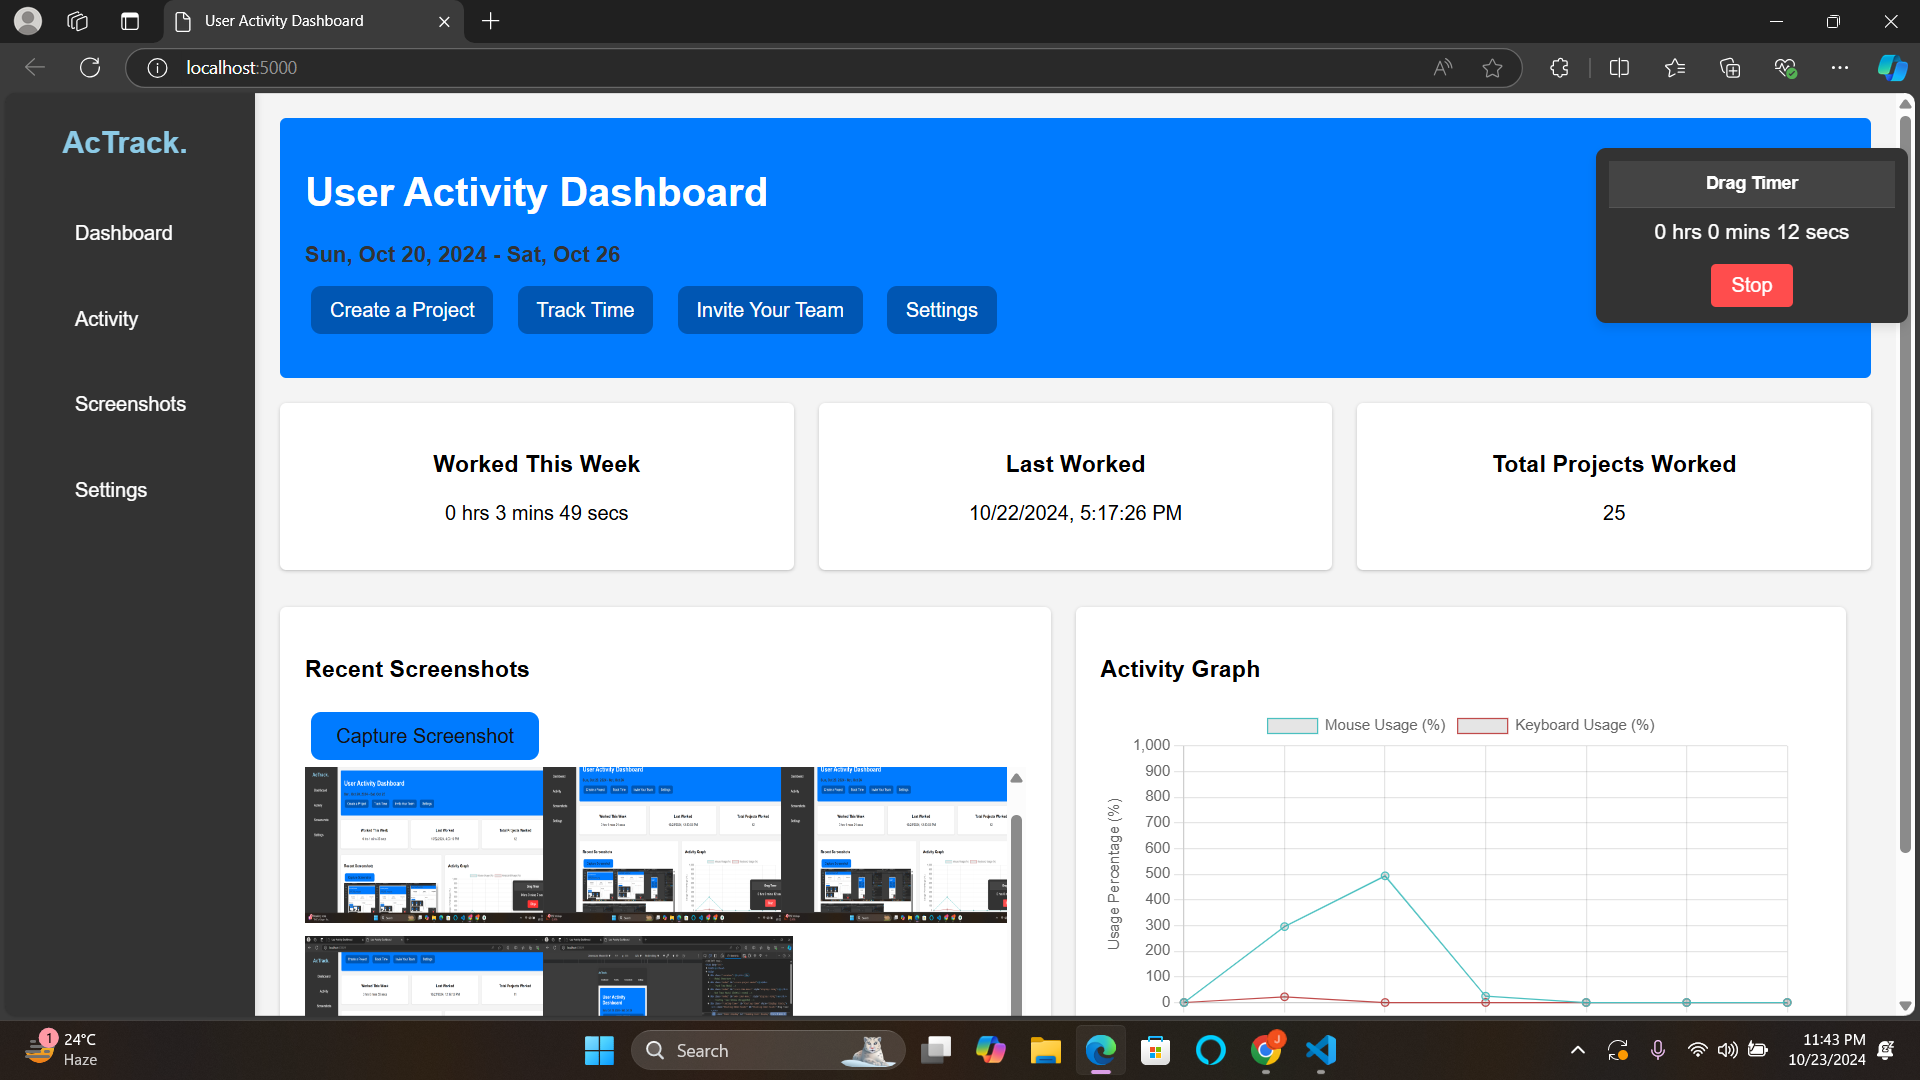 User Activity Dashboard
localhost:5000
AcTrack.
Dashboard
Activity
Screenshots
Settings
User Activity Dashboard
Sun, Oct 20, 2024 - Sat, Oct 26
Create a Project
Track Time
Invite Your Team
Settings
Drag Timer
0 hrs 0 mins 12 secs
Stop
Worked This Week
0 hrs 3 mins 49 secs
Last Worked
10/22/2024, 5:17:26 PM
Total Projects Worked
25
Recent Screenshots
Capture Screenshot
Activity Graph
Mouse Usage (%)
Keyboard Usage (%)
Usage Percentage (%)
1,000
900
800
700
600
500
400
300
200
100
0
1
24°C
Haze
Search
J
11:43 PM
10/23/2024